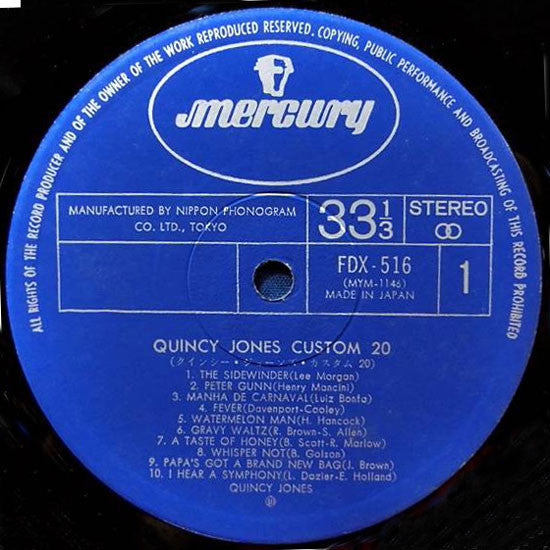 ALL RIGHTS OF THE RECORD PRODUCER AND OF THE OWNER OF THE WORK REPRODUCED RESERVED. COPYING, PUBLIC PERFORMANCE AND BROADCASTING OF THIS RECORD PROHIBITED
mercury
MANUFACTURED BY NIPPON PHONOGRAM
CO. LTD., TOKYO
33 1/3
STEREO
FDX-516
(MYM-1146)
MADE IN JAPAN
1
QUINCY JONES CUSTOM 20
(クインシー・ジョーンズ・カスタム 20)
1. THE SIDEWINDER(Lee Morgan)
2. PETER GUNN(Henry Mancini)
3. MANHA DE CARNAVAL(Luiz Bonfa)
4. FEVER(Davenport-Cooley)
5. WATERMELON MAN(H. Hancock)
6. GRAVY WALTZ(R. Brown-S. Allen)
7. A TASTE OF HONEY(B. Scott-R. Marlow)
8. WHISPER NOT(B. Golson)
9. PAPA'S GOT A BRAND NEW BAG(J. Brown)
10. I HEAR A SYMPHONY(L. Dozier-E. Holland)
QUINCY JONES
Ⓟ